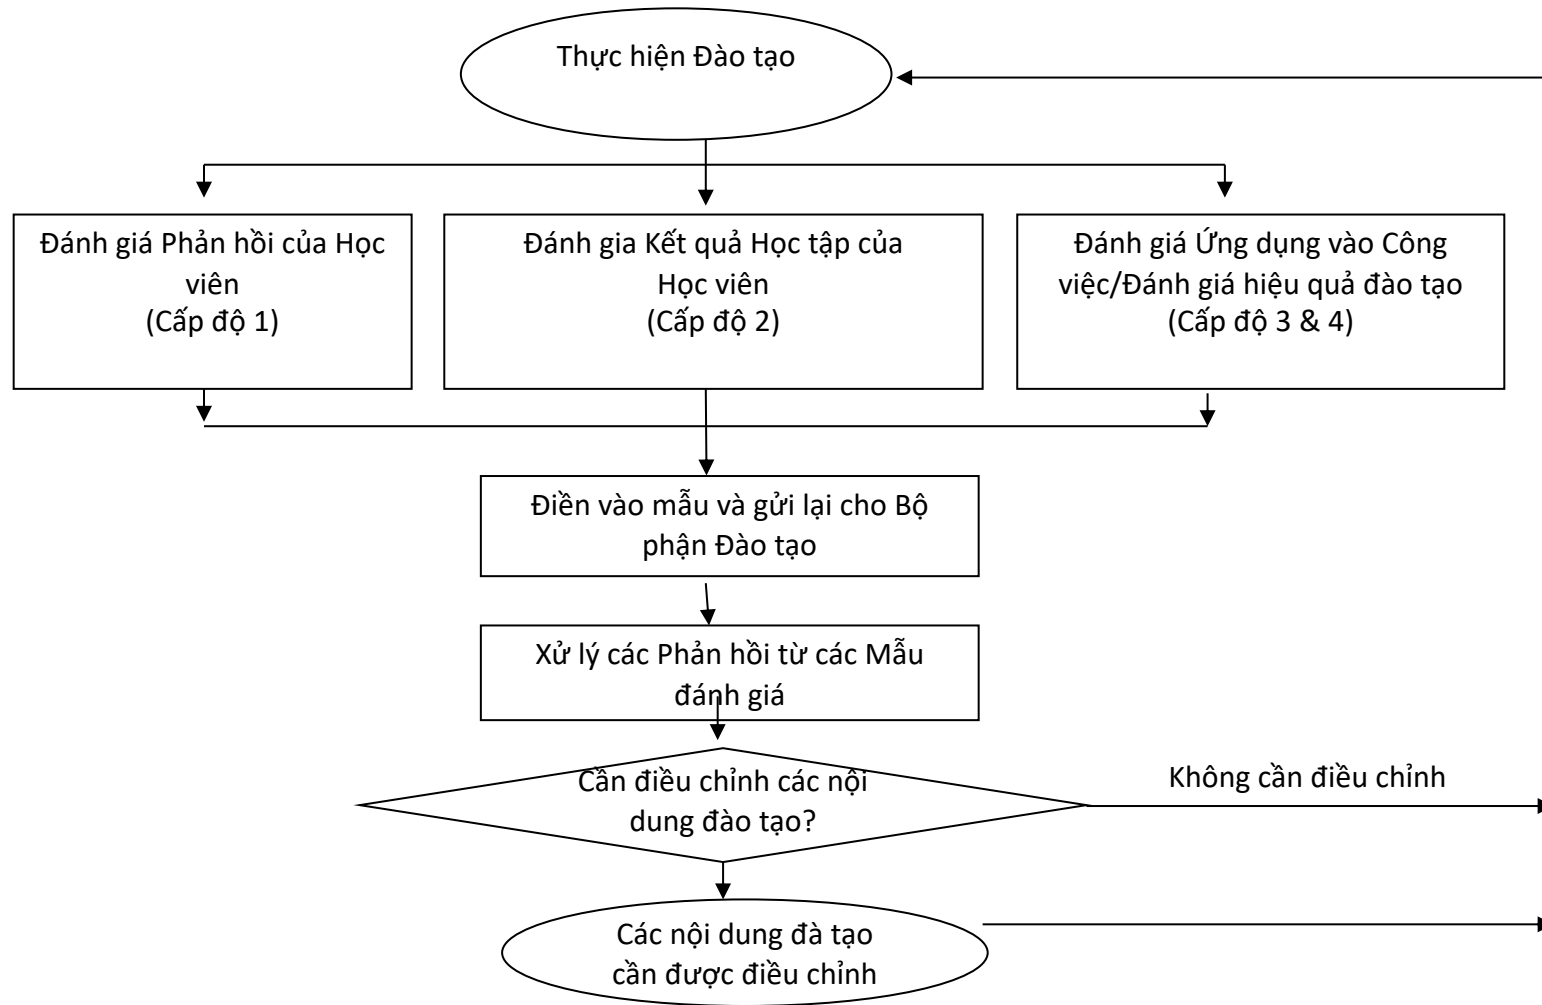 Thực hiện Đào tạo
Đánh giá Phản hồi của Học
viên
(Cấp độ 1)
Đánh gia Kết quả Học tập của
Học viên
(Cấp độ 2)
Đánh giá Ứng dụng vào Công
việc/Đánh giá hiệu quả đào tạo
(Cấp độ 3 & 4)
Điền vào mẫu và gửi lại cho Bộ
phận Đào tạo
Xử lý các Phản hồi từ các Mẫu
đánh giá
Cần điều chỉnh các nội
dung đào tạo?
Không cần điều chỉnh
Các nội dung đà tạo
cần được điều chỉnh